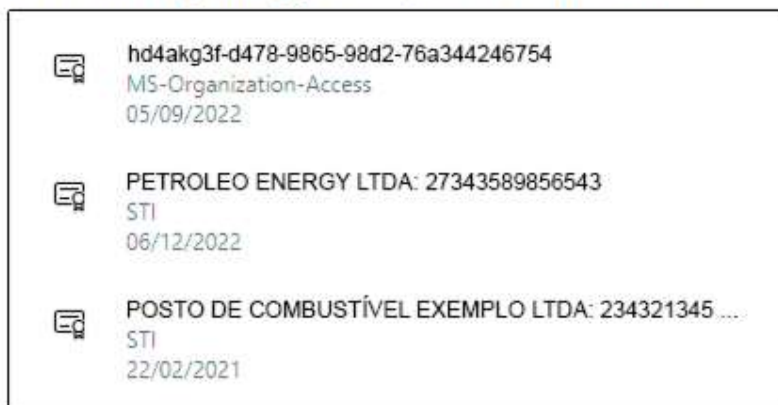 hd4akg3f-d478-9865-98d2-76a344246754
MS-Organization-Access
05/09/2022
PETROLEO ENERGY LTDA: 27343589856543
STI
06/12/2022
POSTO DE COMBUSTÍVEL EXEMPLO LTDA: 234321345 ...
STI
22/02/2021